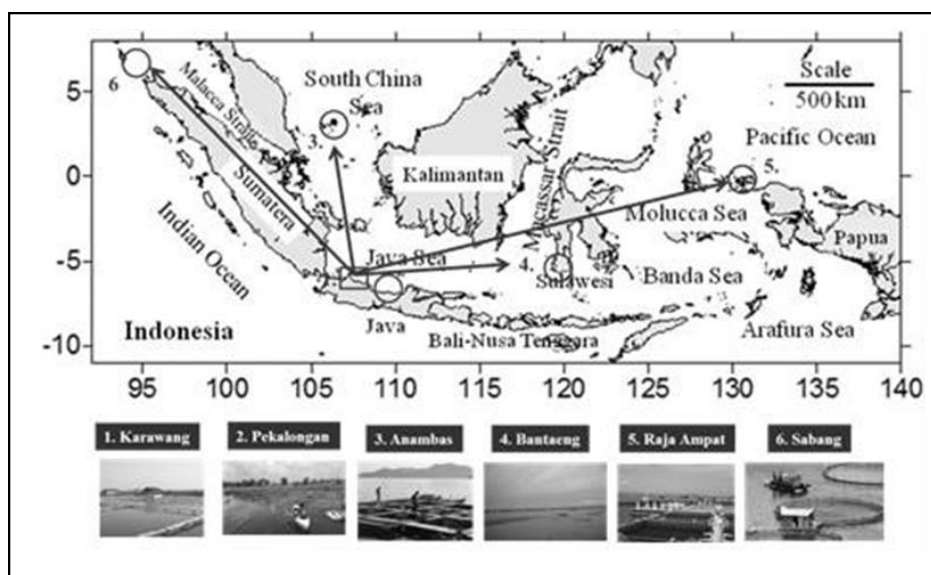 South China
Sea
Malacca Strait
Sumatera
Indian Ocean
Indonesia
Kalimantan
Java Sea
Java
Bali-Nusa Tenggara
Macassar Strait
Sulawesi
Molucca Sea
Banda Sea
Arafura Sea
Papua
Pacific Ocean
Scale
500 km
6
3.
4.
5.
5
0
-5
-10
95
100
105
110
115
120
125
130
135
140
1. Karawang
2. Pekalongan
3. Anambas
4. Bantaeng
5. Raja Ampat
6. Sabang